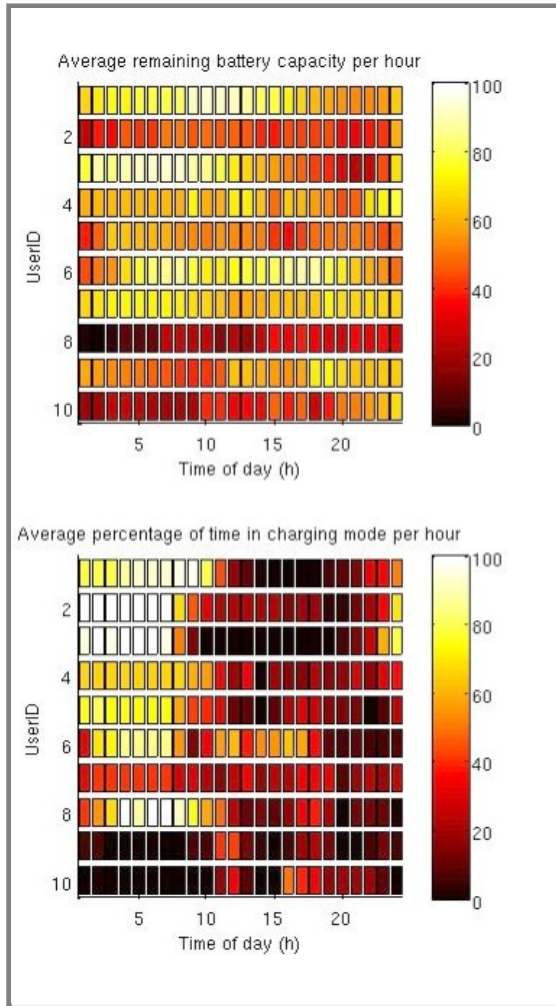 Average remaining battery capacity per hour
100
80
60
40
20
0
UserID
2
4
6
8
10
5 10 15 20
Time of day (h)
Average percentage of time in charging mode per hour
100
80
60
40
20
0
UserID
2
4
6
8
10
5 10 15 20
Time of day (h)